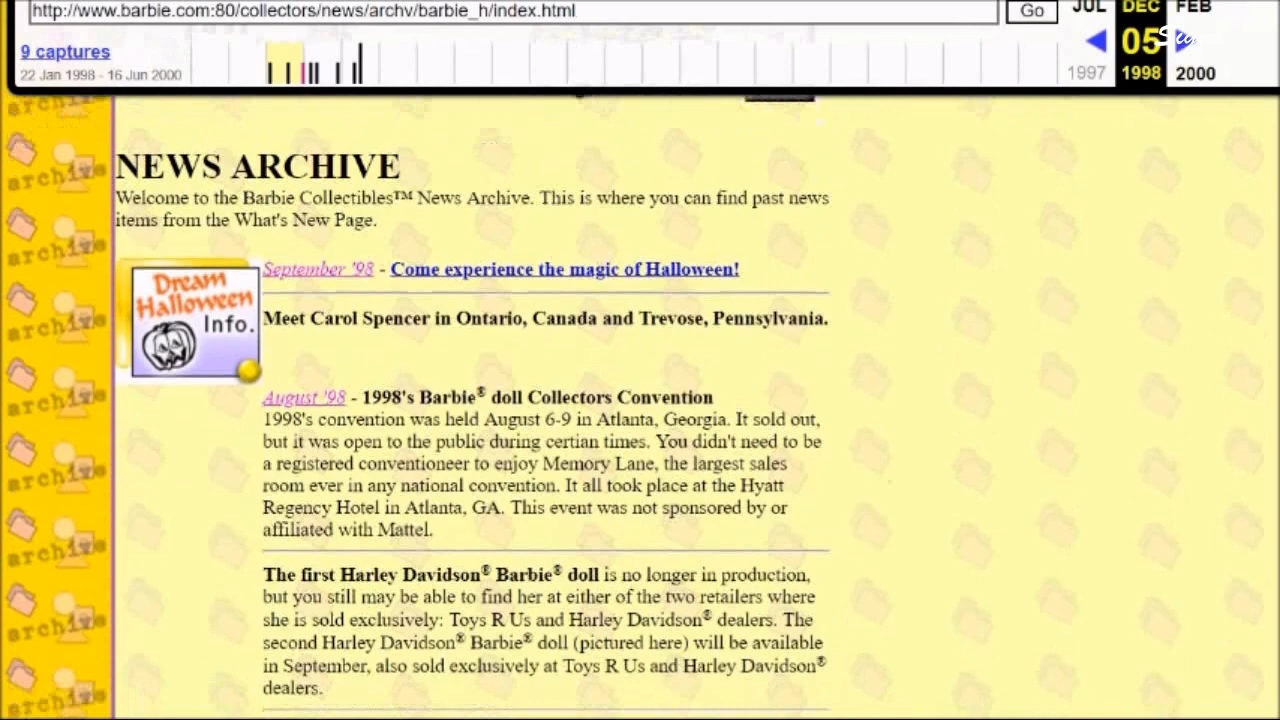 http://www.barbie.com:80/collectors/news/archv/barbie_h/index.html
Go
JUL DEC FEB
9 captures
05
22 Jan 1998 - 16 Jun 2000
1997 1998 2000
archive
archive
archive
archive
archive
archive
archive
archive
archive
NEWS ARCHIVE
Welcome to the Barbie Collectibles™ News Archive. This is where you can find past news
items from the What's New Page.
Dream
Halloween
Info.
September '98 - Come experience the magic of Halloween!
Meet Carol Spencer in Ontario, Canada and Trevose, Pennsylvania.
August '98 - 1998's Barbie® doll Collectors Convention
1998's convention was held August 6-9 in Atlanta, Georgia. It sold out,
but it was open to the public during certian times. You didn't need to be
a registered conventioneer to enjoy Memory Lane, the largest sales
room ever in any national convention. It all took place at the Hyatt
Regency Hotel in Atlanta, GA. This event was not sponsored by or
affiliated with Mattel.
The first Harley Davidson® Barbie® doll is no longer in production,
but you still may be able to find her at either of the two retailers where
she is sold exclusively: Toys R Us and Harley Davidson® dealers. The
second Harley Davidson® Barbie® doll (pictured here) will be available
in September, also sold exclusively at Toys R Us and Harley Davidson®
dealers.